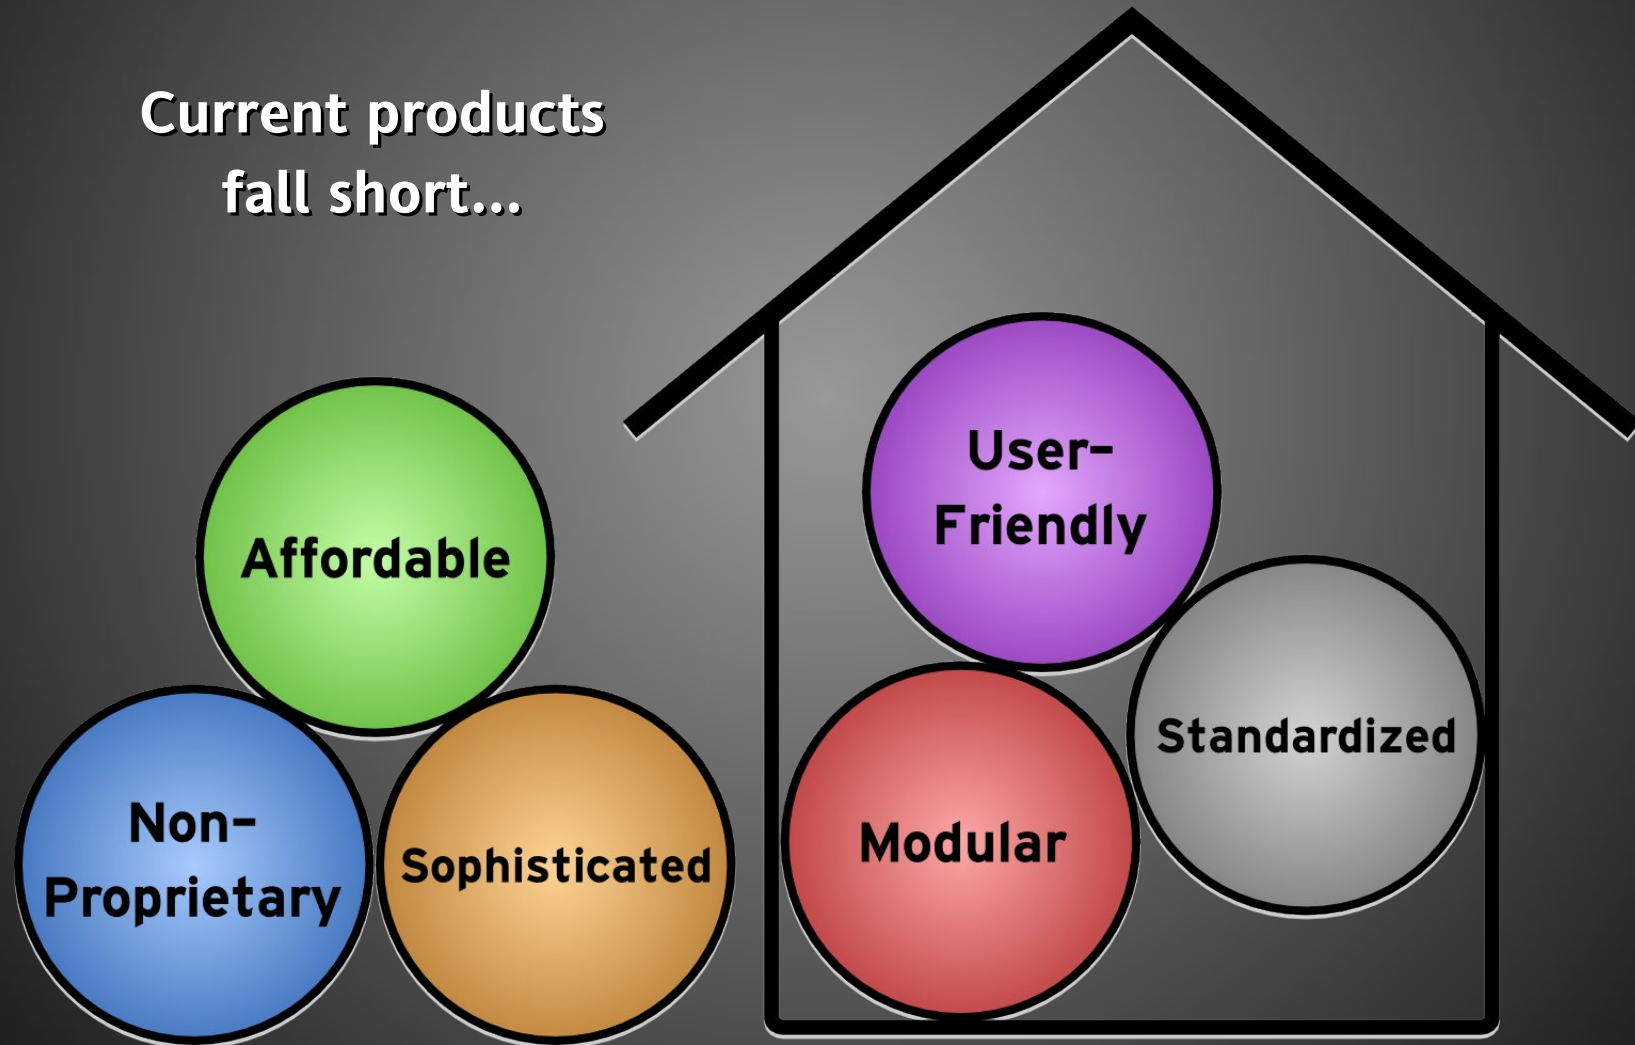 Current products
fall short...
Affordable
Non-
Proprietary
Sophisticated
User-
Friendly
Standardized
Modular